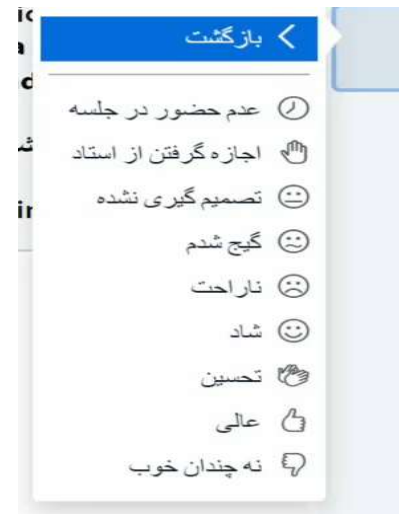 بازگشت
عدم حضور در جلسه
اجازه گرفتن از استاد
تصمیم گیری نشده
گیج شدم
ناراحت
شاد
تحسین
عالی
نه چندان خوب